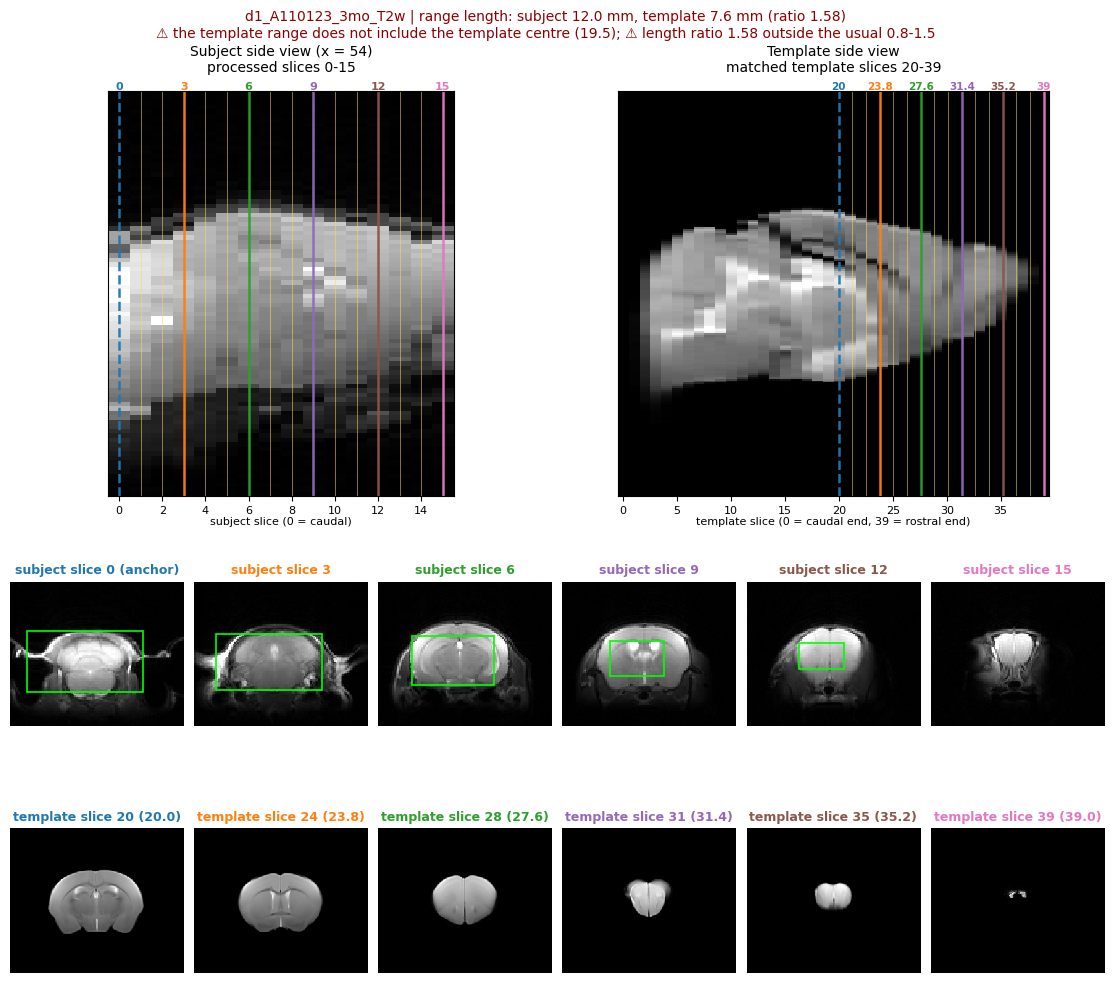 d1_A110123_3mo_T2w | range length: subject 12.0 mm, template 7.6 mm (ratio 1.58)
⚠ the template range does not include the template centre (19.5); ⚠ length ratio 1.58 outside the usual 0.8-1.5
Subject side view (x = 54)
processed slices 0-15
Template side view
matched template slices 20-39
0 3 6 9 12 15
20 23.8 27.6 31.4 35.2 39
0 2 4 6 8 10 12 14
subject slice (0 = caudal)
0 5 10 15 20 25 30 35
template slice (0 = caudal end, 39 = rostral end)
subject slice 0 (anchor)
subject slice 3
subject slice 6
subject slice 9
subject slice 12
subject slice 15
template slice 20 (20.0)
template slice 24 (23.8)
template slice 28 (27.6)
template slice 31 (31.4)
template slice 35 (35.2)
template slice 39 (39.0)